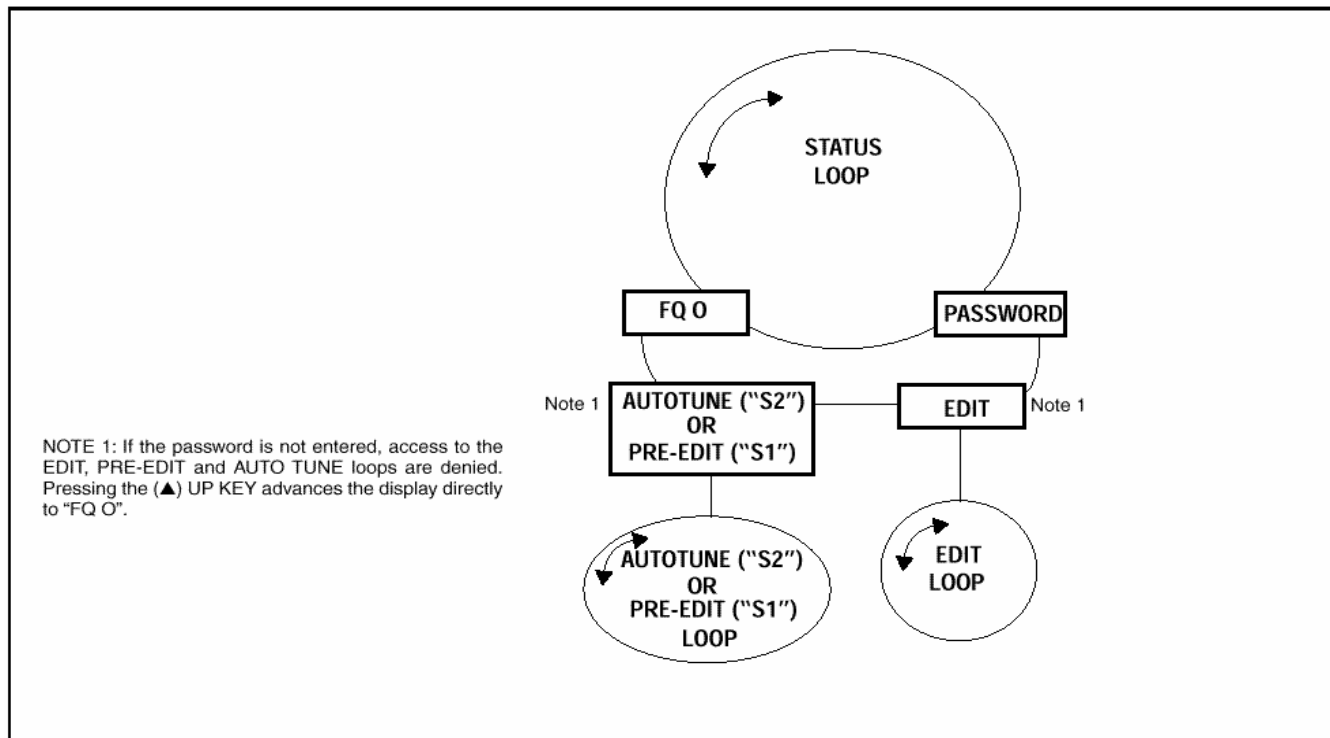 STATUS
LOOP
FQ O
PASSWORD
Note 1
AUTOTUNE (“S2”)
OR
PRE-EDIT (“S1”)
EDIT
Note 1
NOTE 1: If the password is not entered, access to the
EDIT, PRE-EDIT and AUTO TUNE loops are denied.
Pressing the (▲) UP KEY advances the display directly
to “FQ O”.
AUTOTUNE (“S2”)
OR
PRE-EDIT (“S1”)
LOOP
EDIT
LOOP